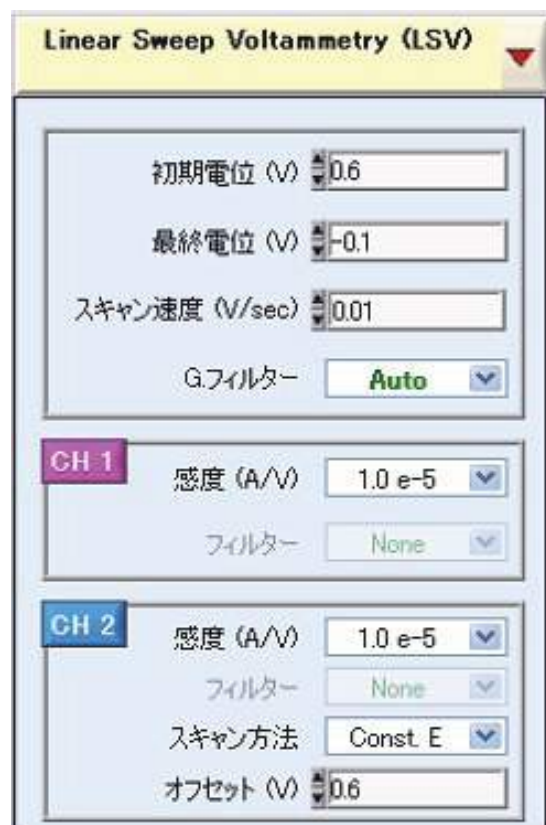 Linear Sweep Voltammetry (LSV)
初期電位 (V) 0.6
最終電位 (V) -0.1
スキャン速度 (V/sec) 0.01
G.フィルター Auto
CH 1
感度 (A/V) 1.0 e-5
フィルター None
CH 2
感度 (A/V) 1.0 e-5
フィルター None
スキャン方法 Const. E
オフセット (V) 0.6